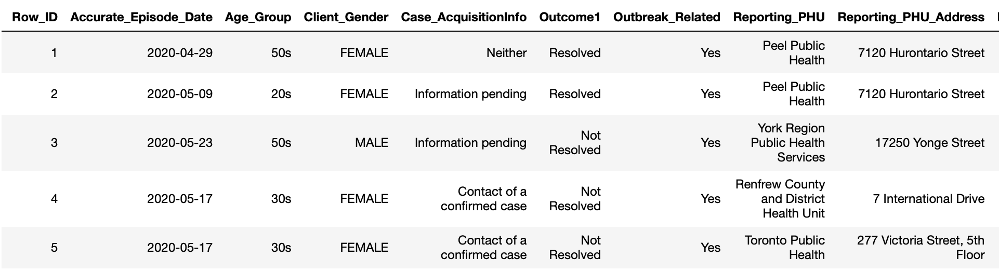 Row_ID Accurate_Episode_Date Age_Group Client_Gender Case_AcquisitionInfo Outcome1 Outbreak_Related Reporting_PHU Reporting_PHU_Address
1 2020-04-29 50s FEMALE Neither Resolved Yes Peel Public Health 7120 Hurontario Street
2 2020-05-09 20s FEMALE Information pending Resolved Yes Peel Public Health 7120 Hurontario Street
3 2020-05-23 50s MALE Information pending Not Resolved Yes York Region Public Health Services 17250 Yonge Street
4 2020-05-17 30s FEMALE Contact of a confirmed case Not Resolved Yes Renfrew County and District Health Unit 7 International Drive
5 2020-05-17 30s FEMALE Contact of a confirmed case Not Resolved Yes Toronto Public Health 277 Victoria Street, 5th Floor